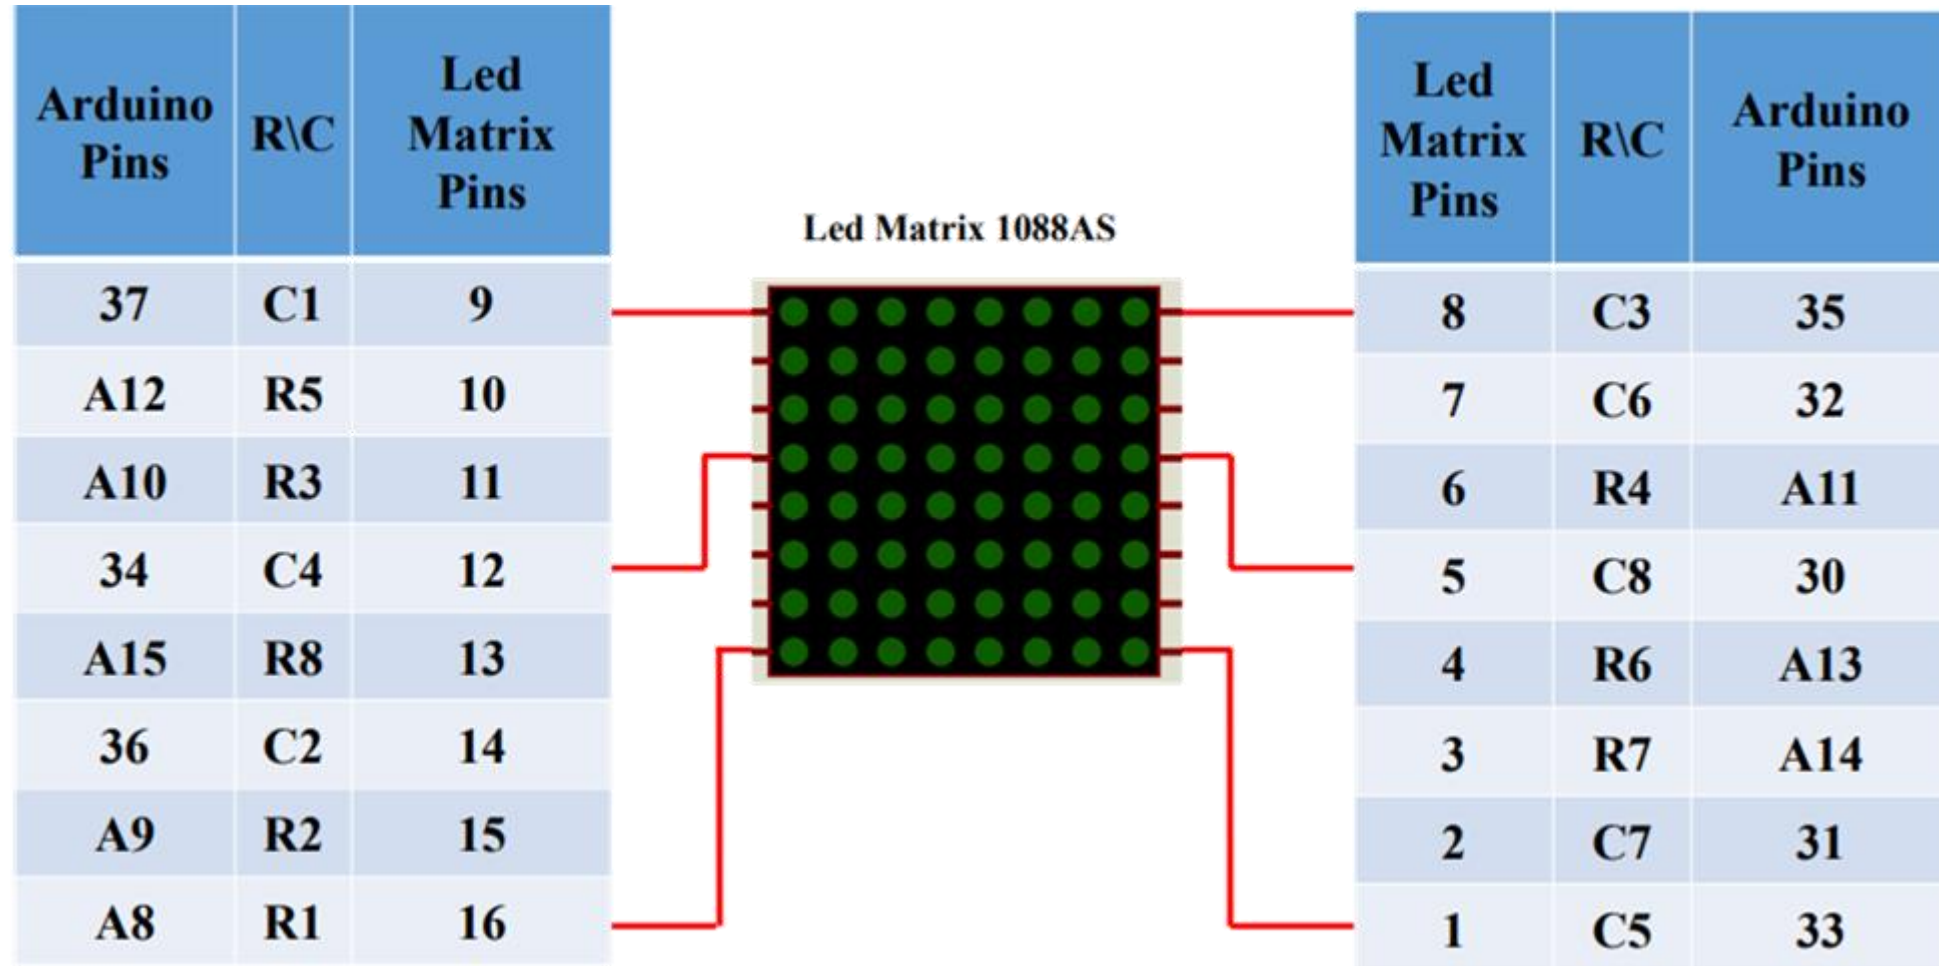 Arduino Pins R\C Led Matrix Pins
37 C1 9
A12 R5 10
A10 R3 11
34 C4 12
A15 R8 13
36 C2 14
A9 R2 15
A8 R1 16
Led Matrix 1088AS
Led Matrix Pins R\C Arduino Pins
8 C3 35
7 C6 32
6 R4 A11
5 C8 30
4 R6 A13
3 R7 A14
2 C7 31
1 C5 33